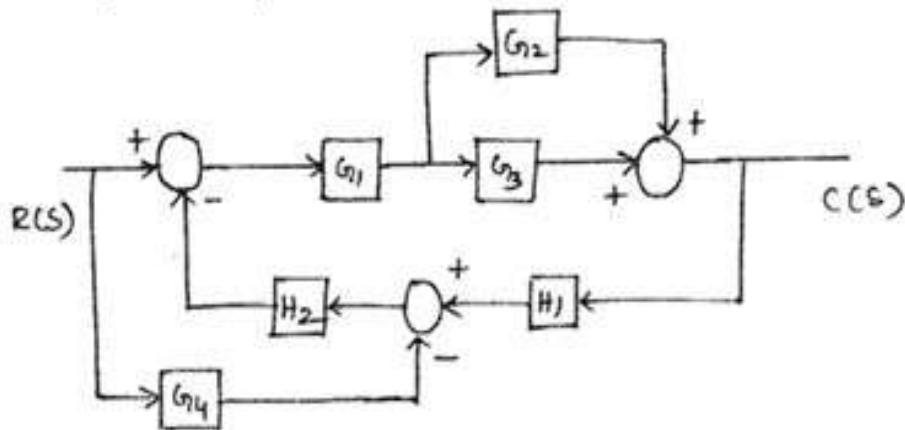 G2
+
+
G1
G3
+
-
+
R(S)
C(S)
+
H2
H1
-
G4